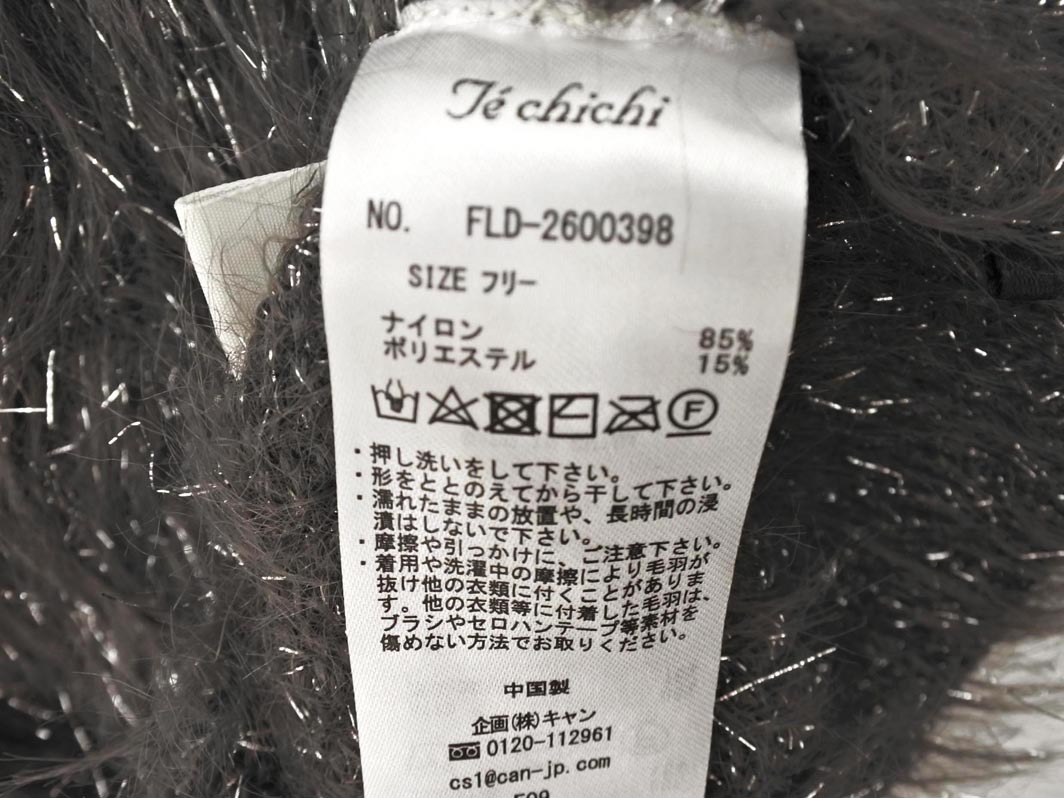 Té chichi
NO. FLD-2600398
SIZE フリー
ナイロン 85%
ポリエステル 15%
F
・押し洗いをして下さい。
・形をととのえてから干して下さい。
・濡れたままの放置や、長時間の浸
漬はしないで下さい。
・摩擦や引っかけに、ご注意下さい。
・着用や洗濯中の摩擦により毛羽が
抜け他の衣類に付くことがありま
す。他の衣類等に付着した毛羽は、
ブラシやセロハンテープ等素材を
傷めない方法でお取りください。
中国製
企画(株)キャン
0120-112961
cs1@can-jp.com